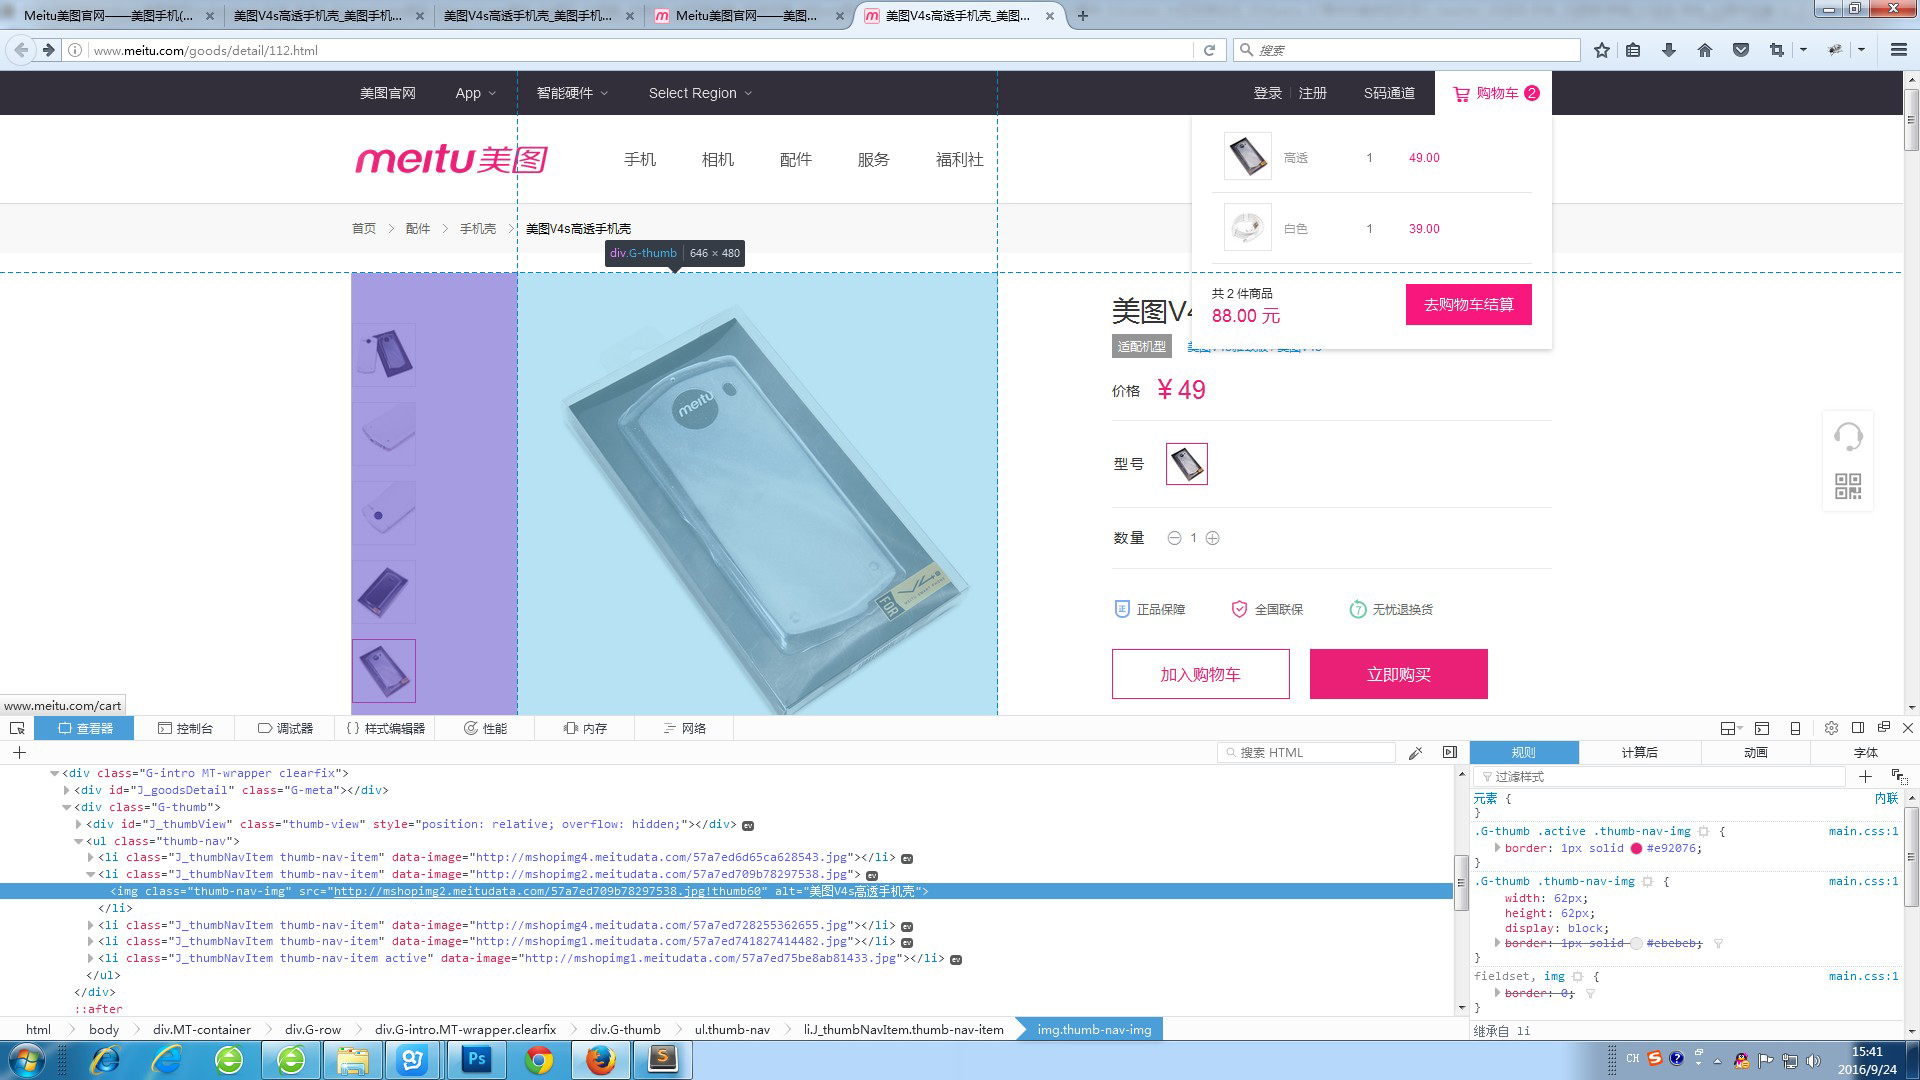 Meitu美图官网——美图手机(...
美图V4s高透手机壳_美图手机...
美图V4s高透手机壳_美图手机...
Meitu美图官网——美图...
美图V4s高透手机壳_美图...
www.meitu.com/goods/detail/112.html
搜索
美图官网
App
智能硬件
Select Region
登录
注册
S码通道
购物车 2
meitu美图
手机
相机
配件
服务
福利社
高透 1 49.00
白色 1 39.00
共 2 件商品
88.00 元
去购物车结算
首页
配件
手机壳
美图V4s高透手机壳
div.G-thumb 646 × 480
meitu
FOR
美图V4
适配机型
价格 ¥ 49
型号
数量 1
正品保障
全国联保
7 无忧退换货
加入购物车
立即购买
www.meitu.com/cart
查看器
控制台
调试器
{ } 样式编辑器
性能
内存
网络
搜索 HTML
规则
计算后
动画
字体
过滤样式
<div class="G-intro MT-wrapper clearfix">
<div id="J_goodsDetail" class="G-meta"></div>
<div class="G-thumb">
<div id="J_thumbView" class="thumb-view" style="position: relative; overflow: hidden;"></div> ev
<ul class="thumb-nav">
<li class="J_thumbNavItem thumb-nav-item" data-image="http://mshopimg4.meitudata.com/57a7ed6d65ca628543.jpg"></li> ev
<li class="J_thumbNavItem thumb-nav-item" data-image="http://mshopimg2.meitudata.com/57a7ed709b78297538.jpg"> ev
<img class="thumb-nav-img" src="http://mshopimg2.meitudata.com/57a7ed709b78297538.jpg!thumb60" alt="美图V4s高透手机壳">
</li>
<li class="J_thumbNavItem thumb-nav-item" data-image="http://mshopimg4.meitudata.com/57a7ed728255362655.jpg"></li> ev
<li class="J_thumbNavItem thumb-nav-item" data-image="http://mshopimg1.meitudata.com/57a7ed741827414482.jpg"></li> ev
<li class="J_thumbNavItem thumb-nav-item active" data-image="http://mshopimg1.meitudata.com/57a7ed75be8ab81433.jpg"></li> ev
</ul>
</div>
::after
元素 { 内联
}
.G-thumb .active .thumb-nav-img { main.css:1
border: 1px solid #e92076;
}
.G-thumb .thumb-nav-img { main.css:1
width: 62px;
height: 62px;
display: block;
border: 1px solid #ebebeb;
}
fieldset, img { main.css:1
border: 0;
}
继承自 li
html
body
div.MT-container
div.G-row
div.G-intro.MT-wrapper.clearfix
div.G-thumb
ul.thumb-nav
li.J_thumbNavItem.thumb-nav-item
img.thumb-nav-img
Ps
CH
15:41
2016/9/24